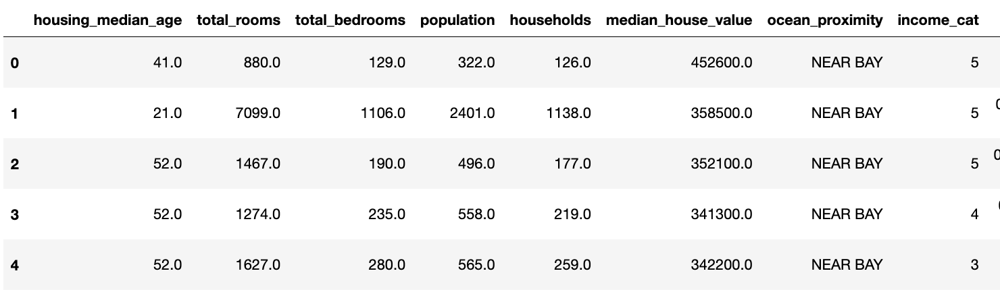 housing_median_age total_rooms total_bedrooms population households median_house_value ocean_proximity income_cat
0 41.0 880.0 129.0 322.0 126.0 452600.0 NEAR BAY 5
1 21.0 7099.0 1106.0 2401.0 1138.0 358500.0 NEAR BAY 5
2 52.0 1467.0 190.0 496.0 177.0 352100.0 NEAR BAY 5
3 52.0 1274.0 235.0 558.0 219.0 341300.0 NEAR BAY 4
4 52.0 1627.0 280.0 565.0 259.0 342200.0 NEAR BAY 3